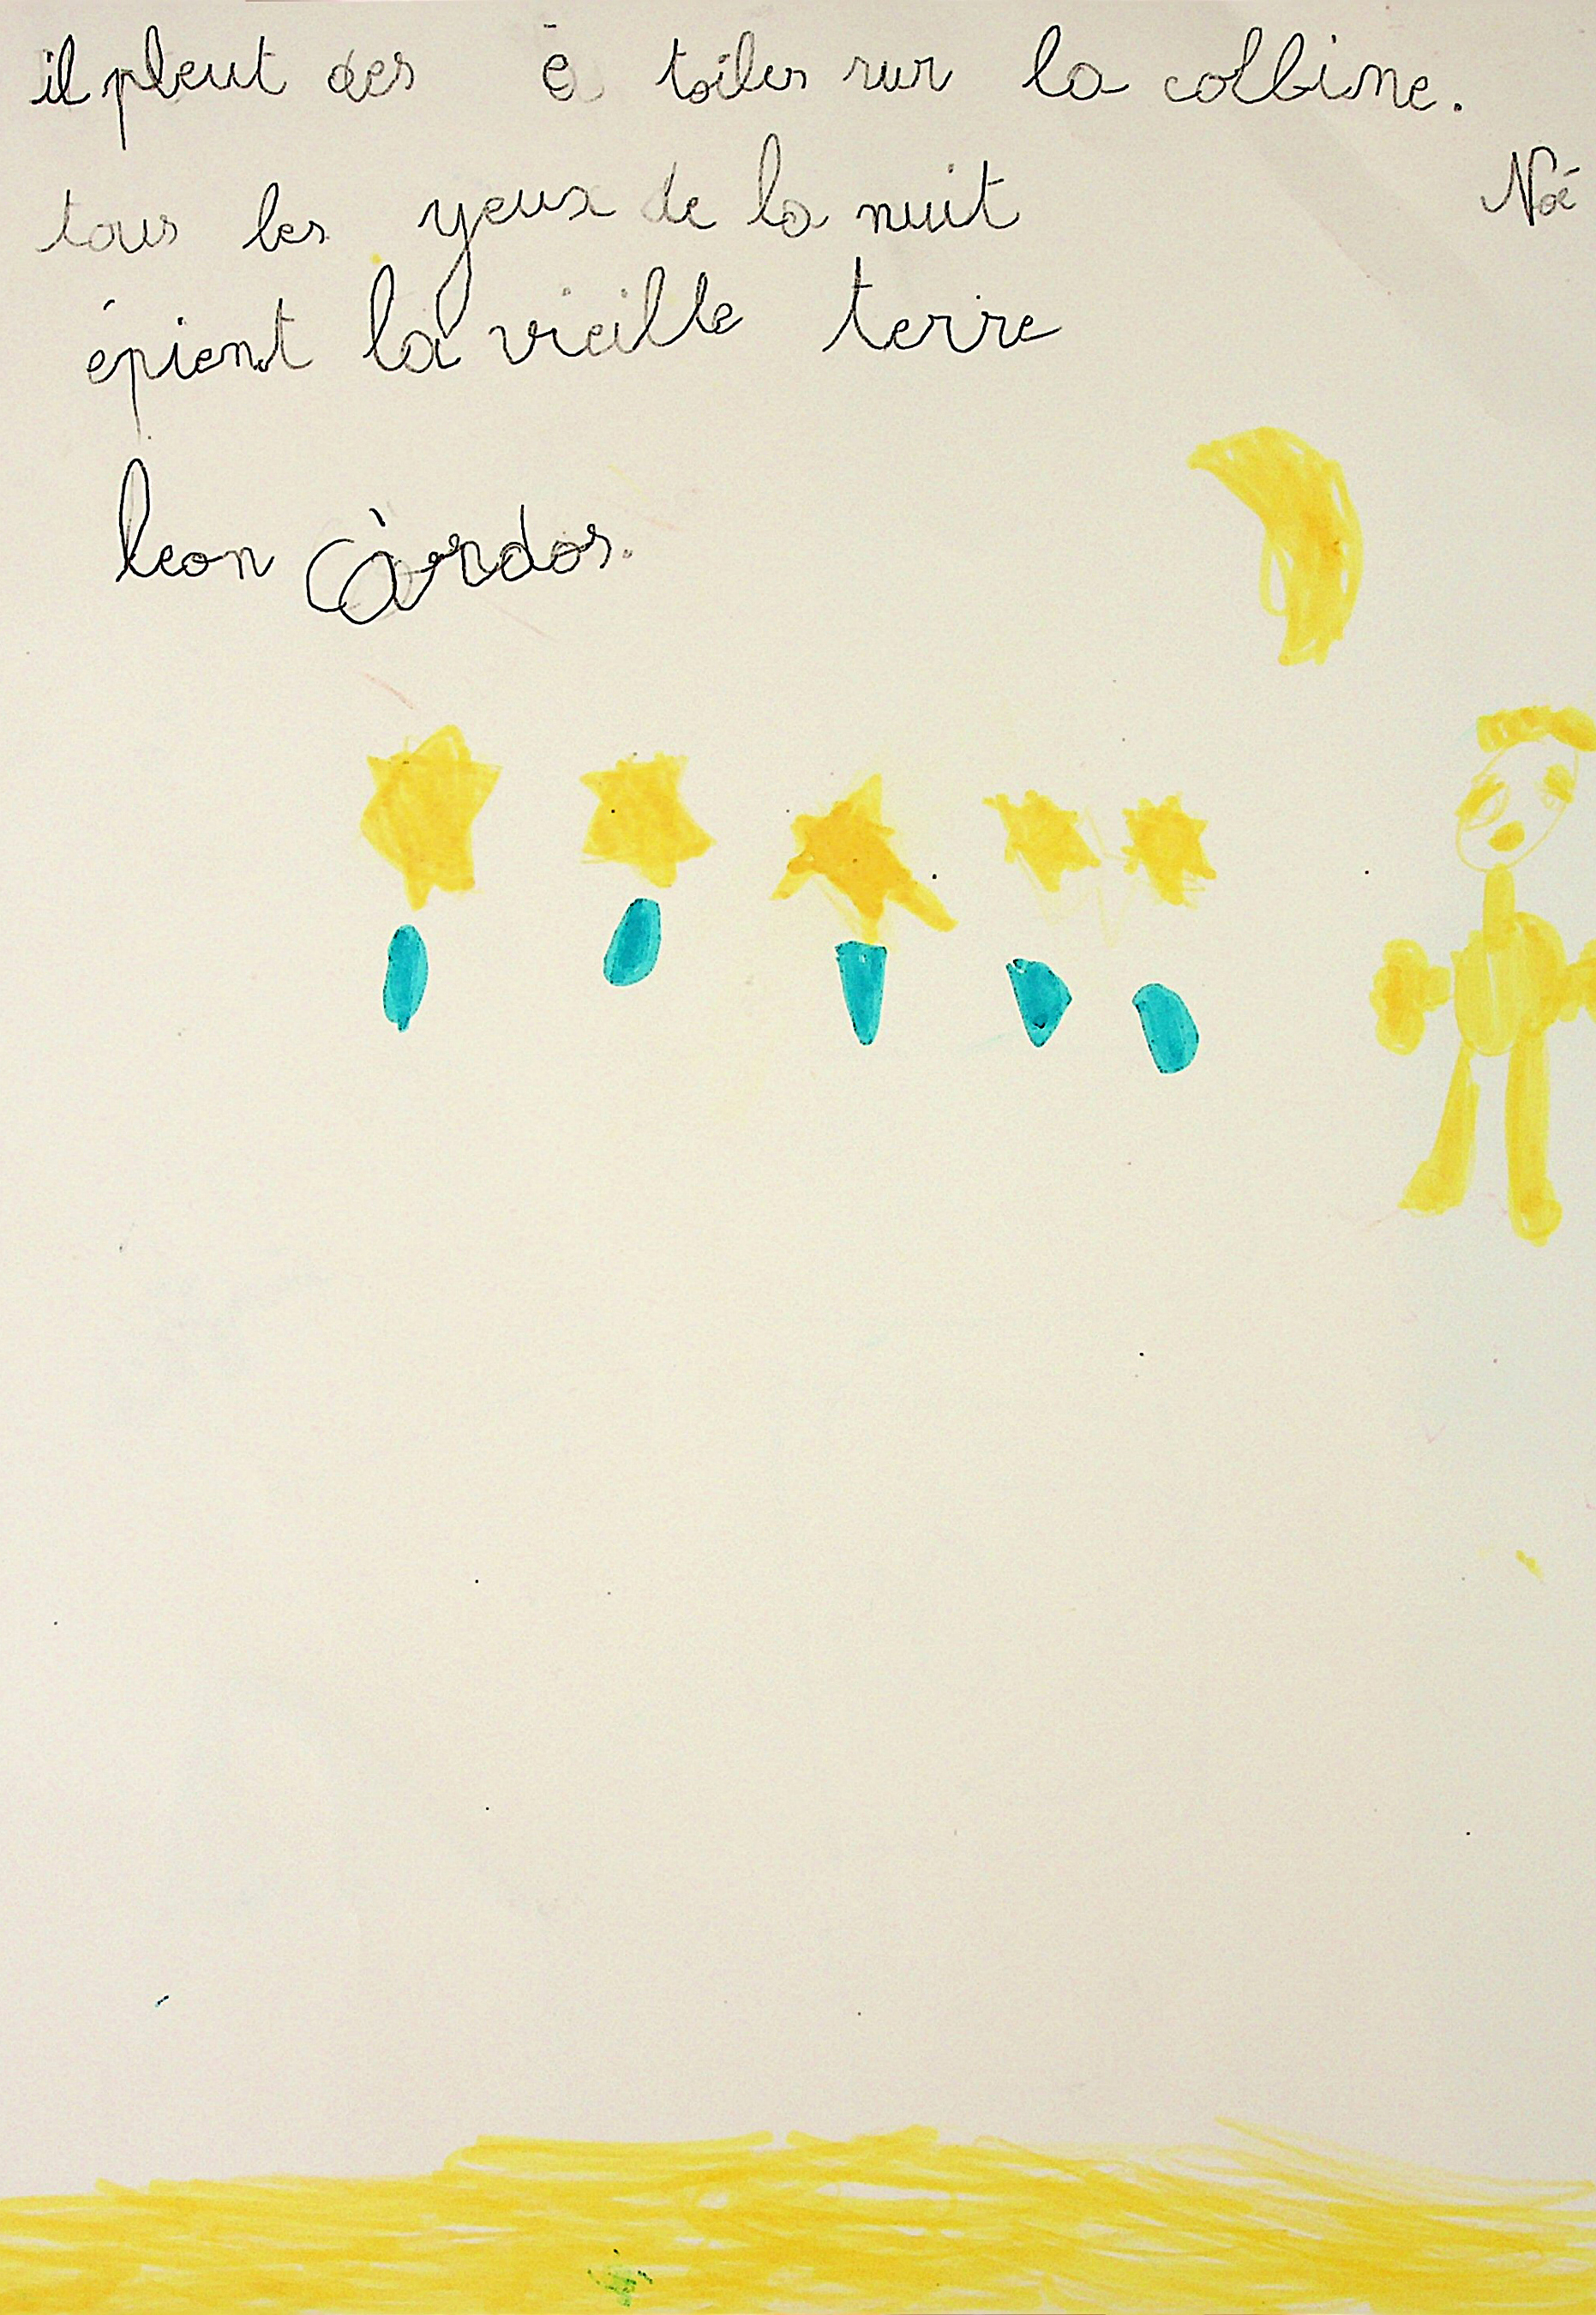 il pleut des é toiles sur la colline.
Noé
tous les yeux de la nuit
épient la vieille terre
leon Càrdos.